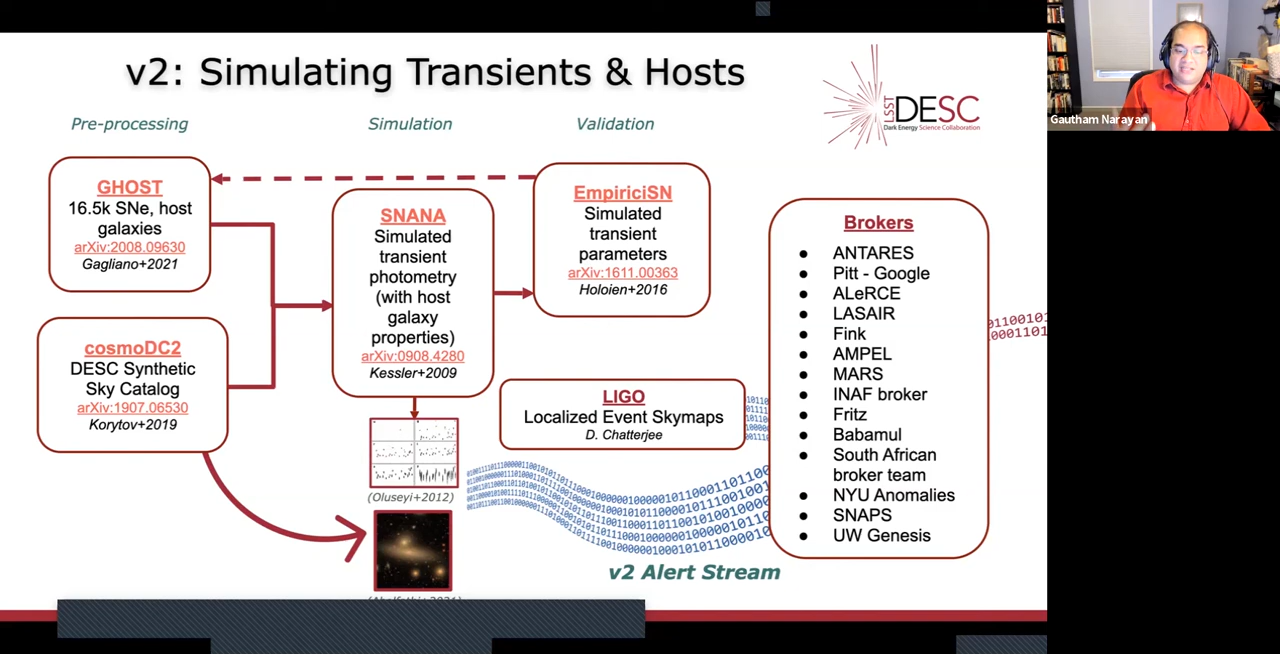 v2: Simulating Transients & Hosts
LSST DESC
Dark Energy Science Collaboration
Gautham Narayan
Pre-processing
Simulation
Validation
GHOST
16.5k SNe, host
galaxies
arXiv:2008.09630
Gagliano+2021
cosmoDC2
DESC Synthetic
Sky Catalog
arXiv:1907.06530
Korytov+2019
SNANA
Simulated
transient
photometry
(with host
galaxy
properties)
arXiv:0908.4280
Kessler+2009
(Oluseyi+2012)
EmpiriciSN
Simulated
transient
parameters
arXiv:1611.00363
Holoien+2016
LIGO
Localized Event Skymaps
D. Chatterjee
v2 Alert Stream
Brokers
● ANTARES
● Pitt - Google
● ALeRCE
● LASAIR
● Fink
● AMPEL
● MARS
● INAF broker
● Fritz
● Babamul
● South African
broker team
● NYU Anomalies
● SNAPS
● UW Genesis